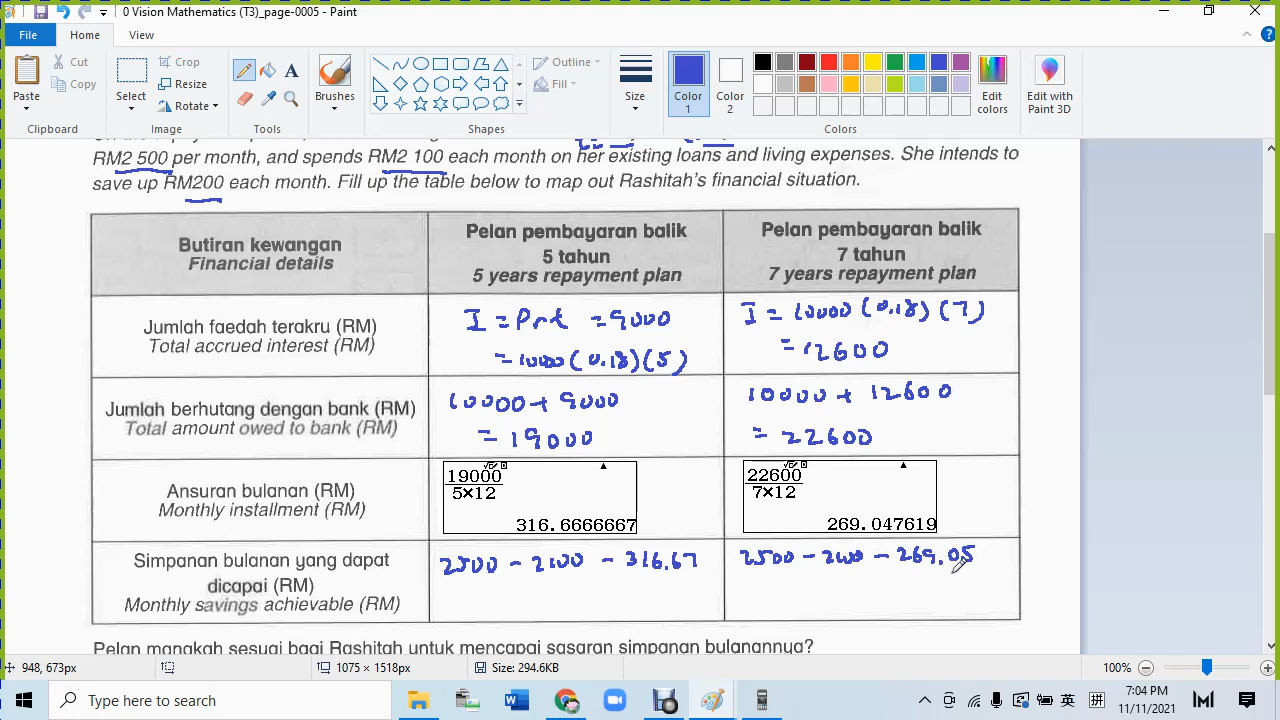 0 Vision Mathematics (T3)_page-0005 - Paint
File Home View
Paste Cut Copy Clipboard
Select Crop Resize Rotate Image
Tools
Brushes
Shapes Outline Fill
Size
Color 1 Color 2 Colors
Edit colors
Edit with Paint 3D
RM2 500 per month, and spends RM2 100 each month on her existing loans and living expenses. She intends to
save up RM200 each month. Fill up the table below to map out Rashitah's financial situation.
Butiran kewangan
Financial details
Pelan pembayaran balik
5 tahun
5 years repayment plan
Pelan pembayaran balik
7 tahun
7 years repayment plan
Jumlah faedah terakru (RM)
Total accrued interest (RM)
I = Prt = 9000
= 10000 (0.18) (5)
I = 10000 (0.18) (7)
= 12600
Jumlah berhutang dengan bank (RM)
Total amount owed to bank (RM)
10000 + 9000
= 19000
10000 + 12600
= 22600
Ansuran bulanan (RM)
Monthly installment (RM)
19000
5×12
316.6666667
22600
7×12
269.047619
Simpanan bulanan yang dapat
dicapai (RM)
Monthly savings achievable (RM)
2500 - 2100 - 316.67
2500 - 2100 - 269.05
Pelan manakah sesuai bagi Rashitah untuk mencapai sasaran simpanan bulanannya?
948, 673px 1075 × 1518px Size: 294.6KB 100%
Type here to search
英 拼
7:04 PM
11/11/2021